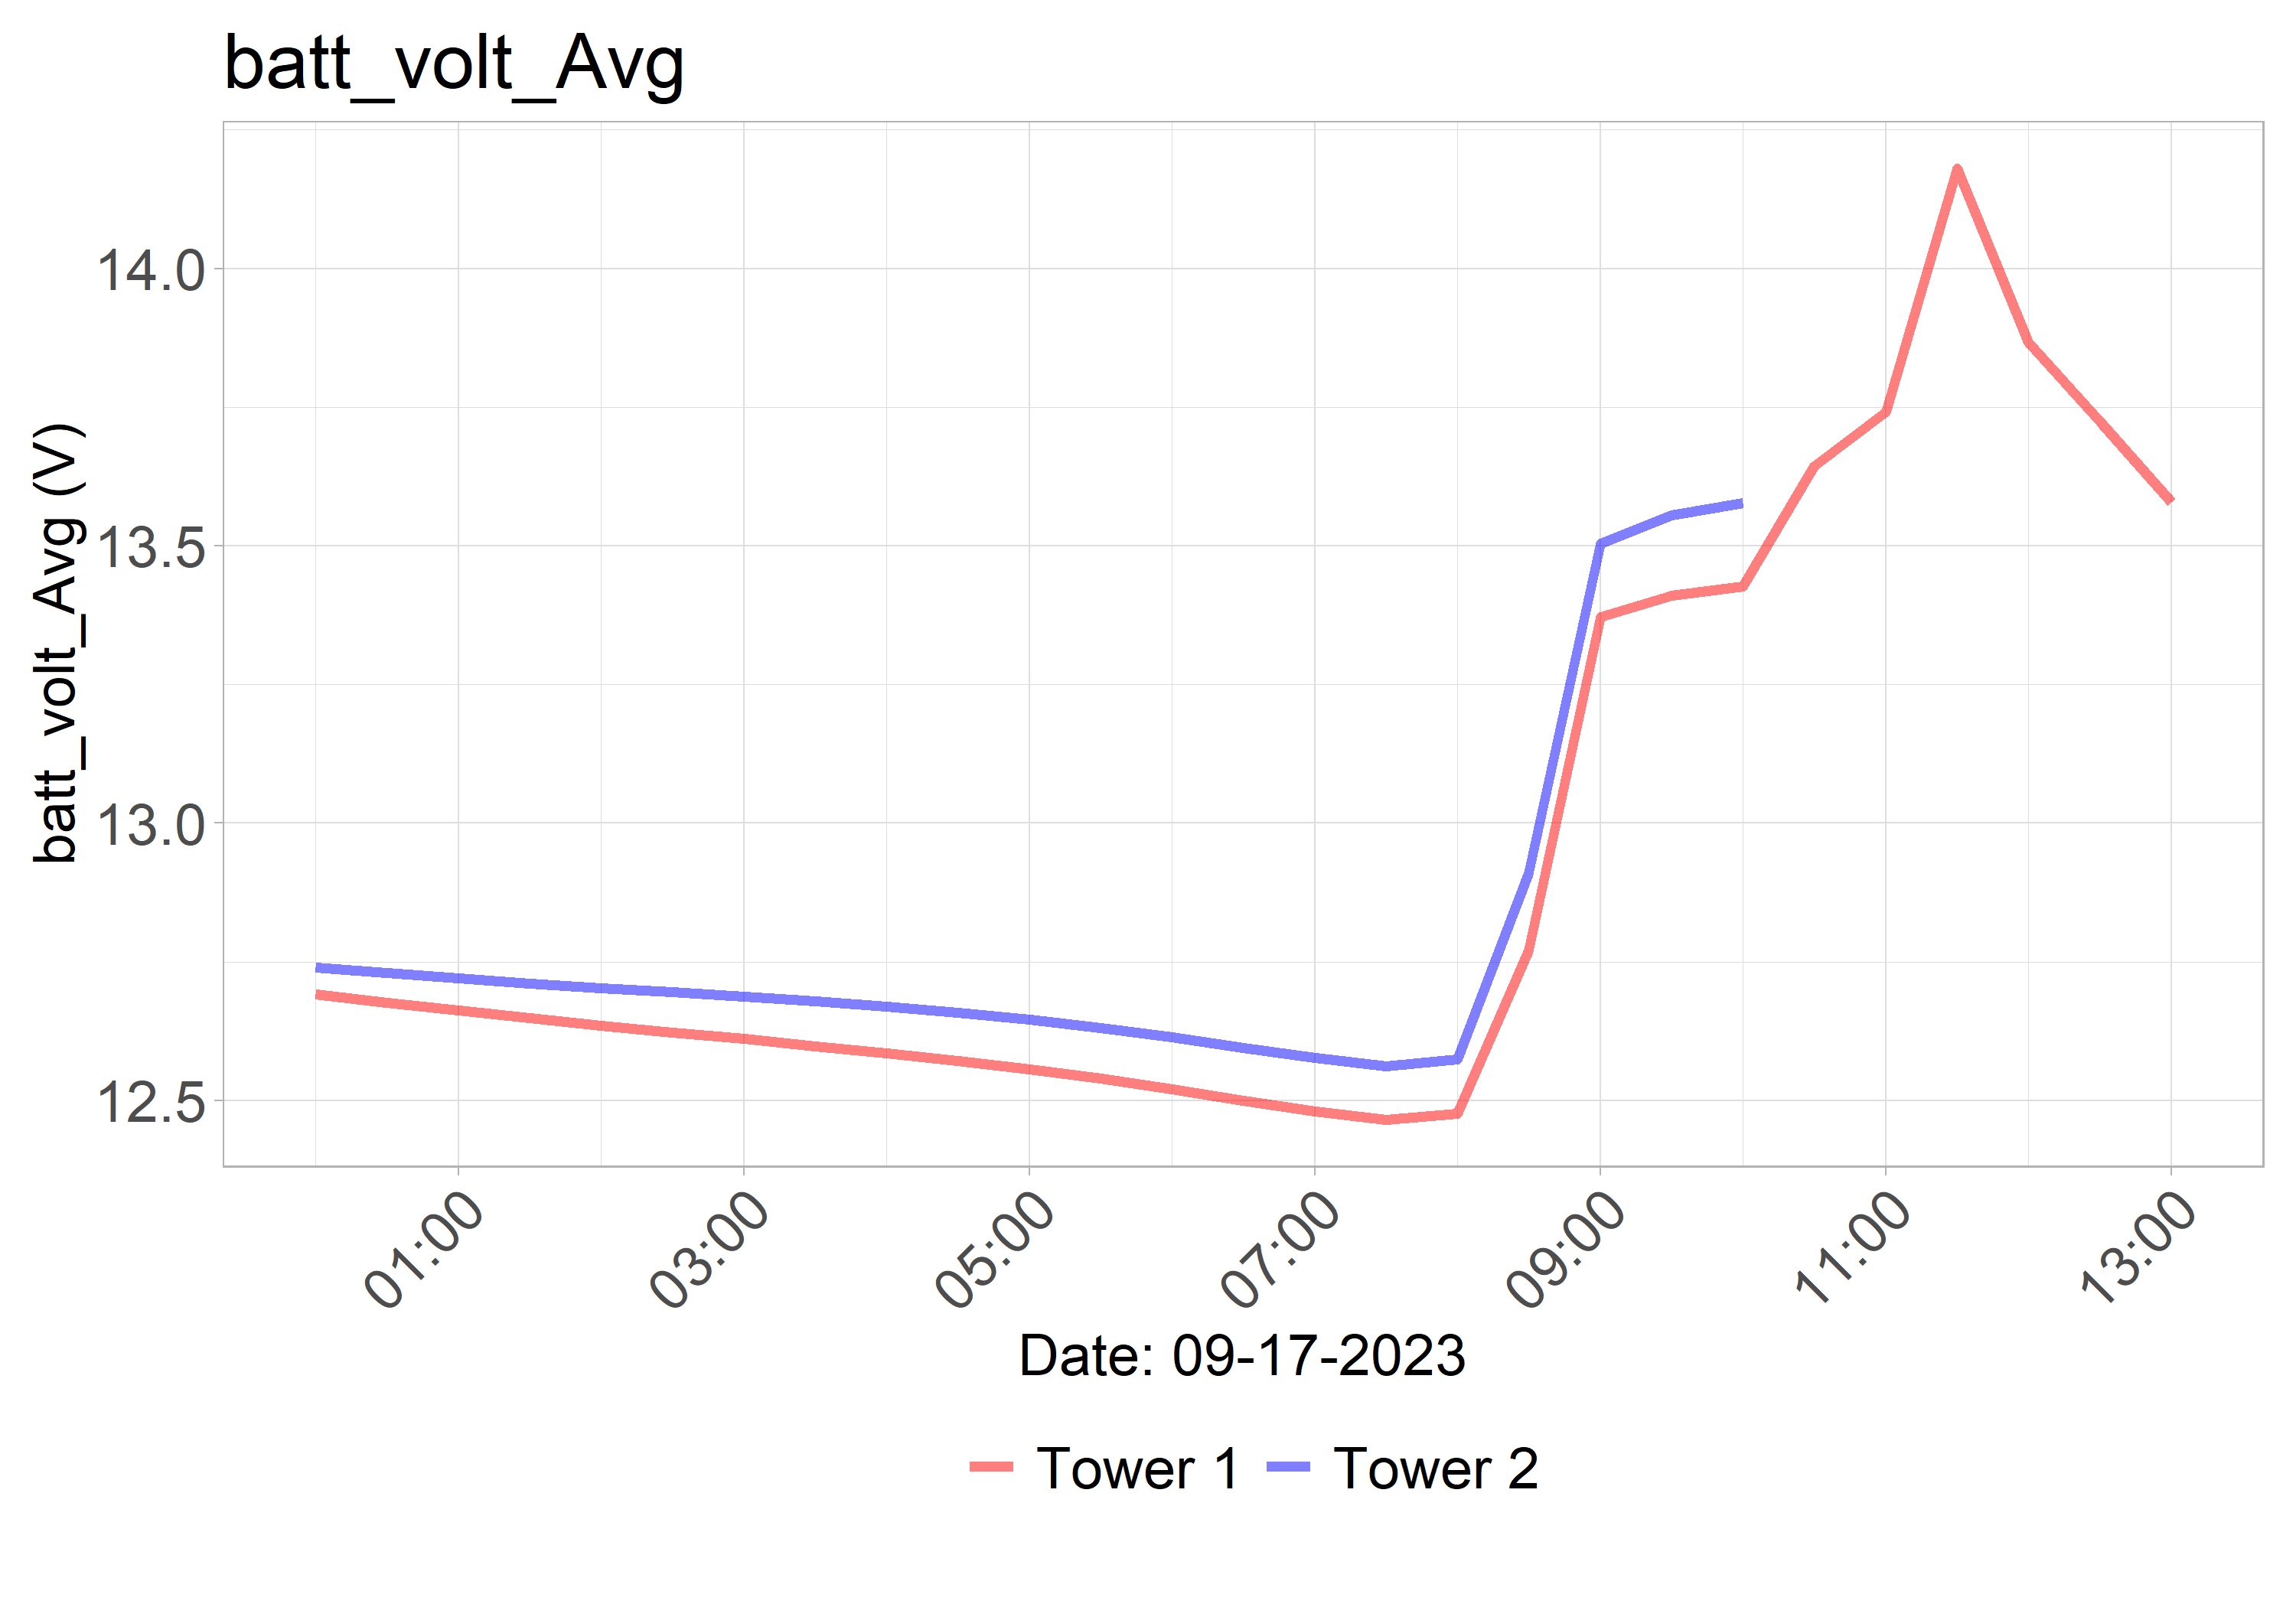 batt_volt_Avg
batt_volt_Avg (V)
14.0
13.5
13.0
12.5
01:00 03:00 05:00 07:00 09:00 11:00 13:00
Date: 09-17-2023
Tower 1 Tower 2